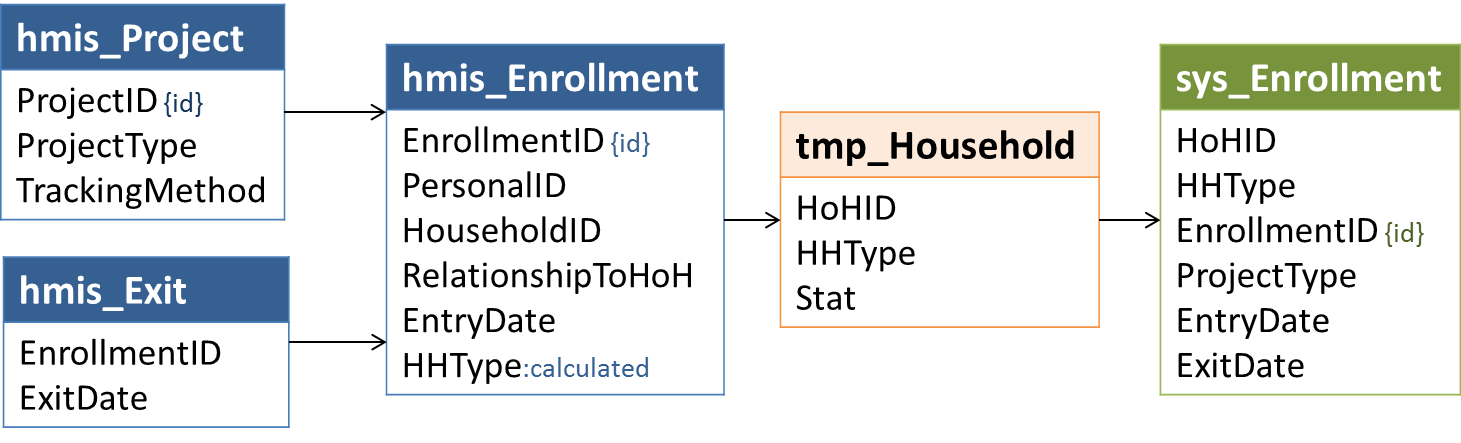 hmis_Project
ProjectID {id}
ProjectType
TrackingMethod
hmis_Exit
EnrollmentID
ExitDate
hmis_Enrollment
EnrollmentID {id}
PersonalID
HouseholdID
RelationshipToHoH
EntryDate
HHType:calculated
tmp_Household
HoHID
HHType
Stat
sys_Enrollment
HoHID
HHType
EnrollmentID {id}
ProjectType
EntryDate
ExitDate